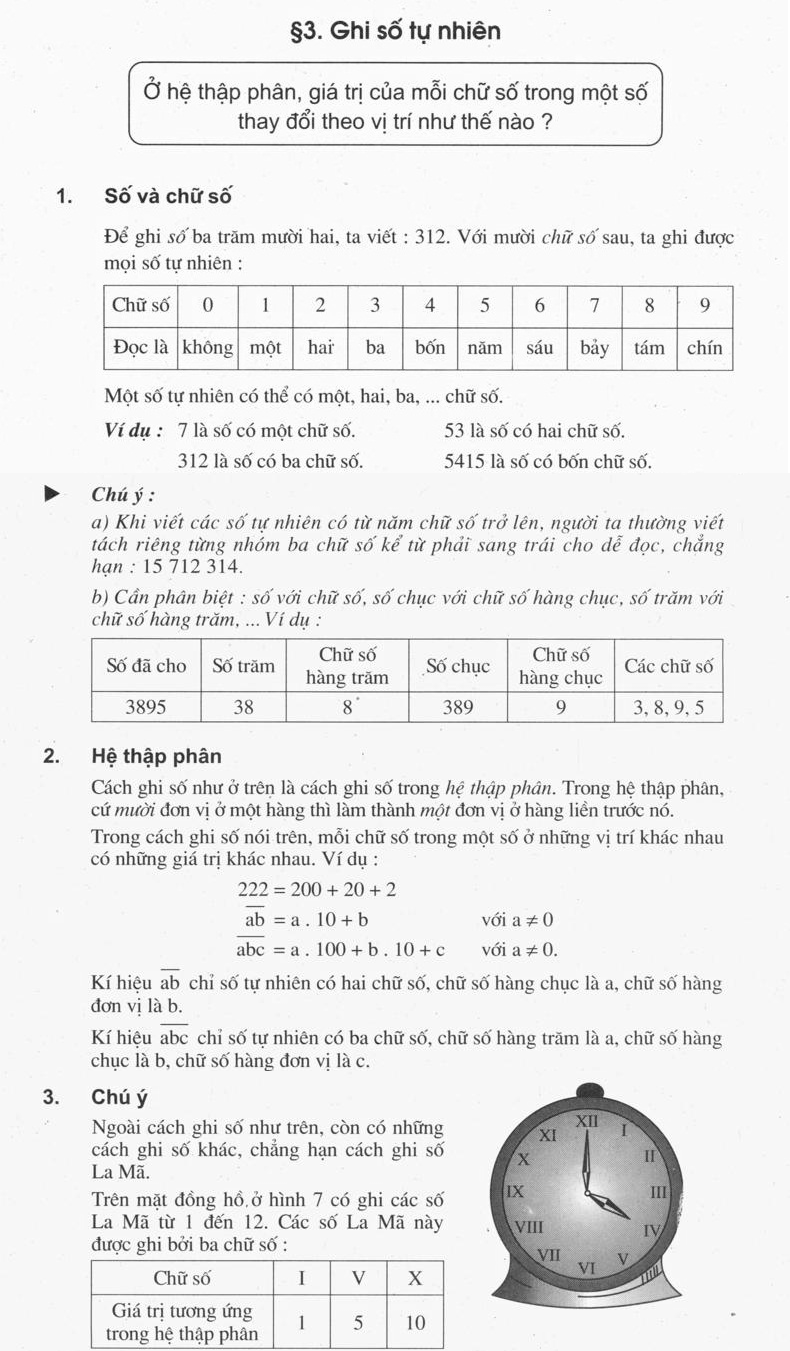 §3. Ghi số tự nhiên
Ở hệ thập phân, giá trị của mỗi chữ số trong một số
thay đổi theo vị trí như thế nào ?
1. Số và chữ số
Để ghi số ba trăm mười hai, ta viết : 312. Với mười chữ số sau, ta ghi được
mọi số tự nhiên :
Chữ số 0 1 2 3 4 5 6 7 8 9
Đọc là không một hai ba bốn năm sáu bảy tám chín
Một số tự nhiên có thể có một, hai, ba, ... chữ số.
Ví dụ : 7 là số có một chữ số. 53 là số có hai chữ số.
312 là số có ba chữ số. 5415 là số có bốn chữ số.
Chú ý :
a) Khi viết các số tự nhiên có từ năm chữ số trở lên, người ta thường viết
tách riêng từng nhóm ba chữ số kể từ phải sang trái cho dễ đọc, chẳng
hạn : 15 712 314.
b) Cần phân biệt : số với chữ số, số chục với chữ số hàng chục, số trăm với
chữ số hàng trăm, ... Ví dụ :
Số đã cho Số trăm Chữ số hàng trăm Số chục Chữ số hàng chục Các chữ số
3895 38 8 389 9 3, 8, 9, 5
2. Hệ thập phân
Cách ghi số như ở trên là cách ghi số trong hệ thập phân. Trong hệ thập phân,
cứ mười đơn vị ở một hàng thì làm thành một đơn vị ở hàng liền trước nó.
Trong cách ghi số nói trên, mỗi chữ số trong một số ở những vị trí khác nhau
có những giá trị khác nhau. Ví dụ :
222 = 200 + 20 + 2
a̅b̅ = a . 10 + b với a ≠ 0
a̅b̅c̅ = a . 100 + b . 10 + c với a ≠ 0.
Kí hiệu a̅b̅ chỉ số tự nhiên có hai chữ số, chữ số hàng chục là a, chữ số hàng
đơn vị là b.
Kí hiệu a̅b̅c̅ chỉ số tự nhiên có ba chữ số, chữ số hàng trăm là a, chữ số hàng
chục là b, chữ số hàng đơn vị là c.
3. Chú ý
Ngoài cách ghi số như trên, còn có những
cách ghi số khác, chẳng hạn cách ghi số
La Mã.
Trên mặt đồng hồ ở hình 7 có ghi các số
La Mã từ 1 đến 12. Các số La Mã này
được ghi bởi ba chữ số :
Chữ số I V X
Giá trị tương ứng
trong hệ thập phân 1 5 10
XII
I
II
III
IV
V
VI
VII
VIII
IX
X
XI